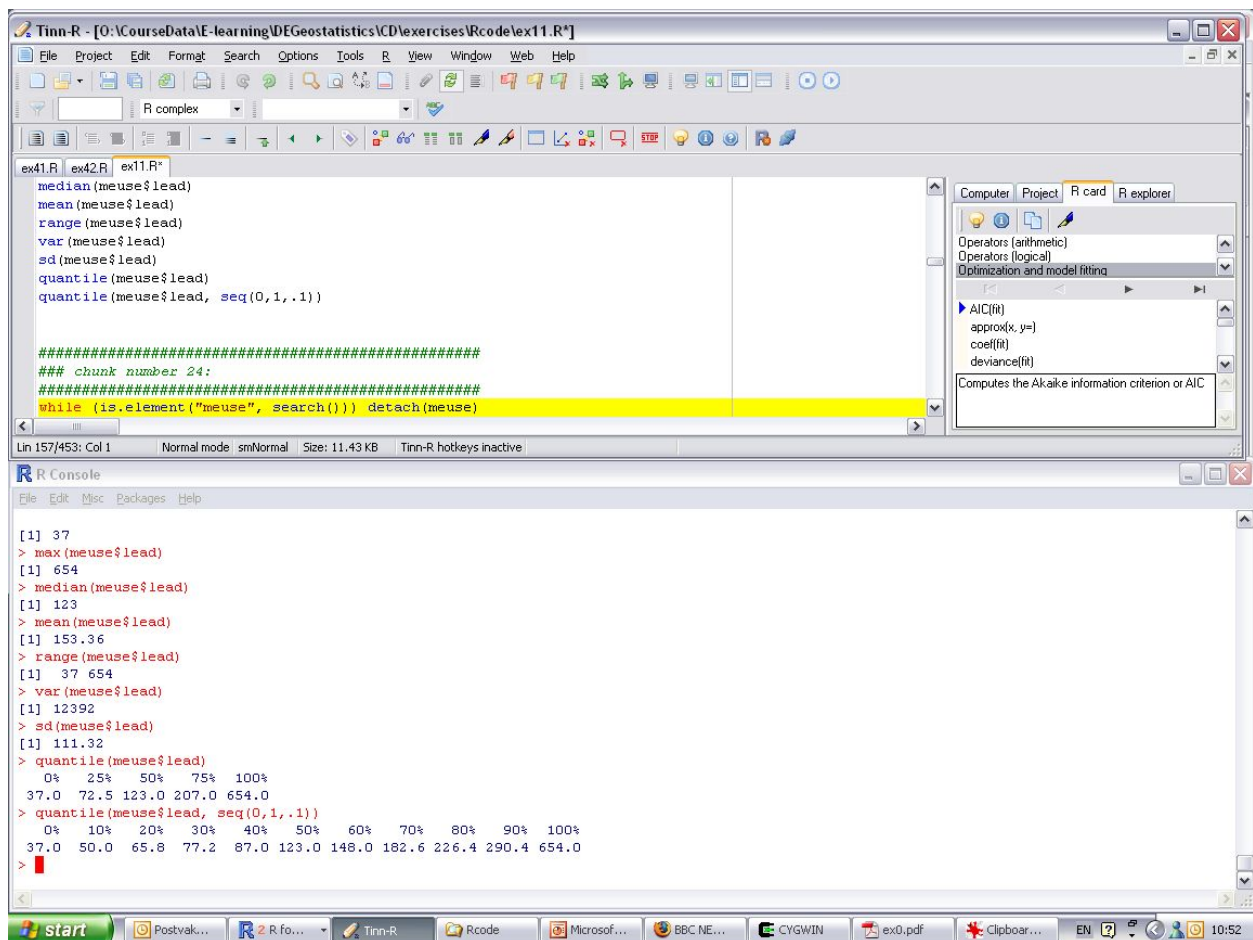 Tinn-R - [O:\CourseData\E-learning\DEGeostatistics\CD\exercises\Rcode\ex11.R*]
File Project Edit Format Search Options Tools R View Window Web Help
R complex
ex41.R ex42.R ex11.R*
median(meuse$lead)
mean(meuse$lead)
range(meuse$lead)
var(meuse$lead)
sd(meuse$lead)
quantile(meuse$lead)
quantile(meuse$lead, seq(0,1,.1))
###################################################
### chunk number 24:
###################################################
while (is.element("meuse", search())) detach(meuse)
Computer Project R card R explorer
Operators (arithmetic)
Operators (logical)
Optimization and model fitting
AIC(fit)
approx(x, y=)
coef(fit)
deviance(fit)
Computes the Akaike information criterion or AIC
Lin 157/453: Col 1 Normal mode smNormal Size: 11.43 KB Tinn-R hotkeys inactive
R Console
File Edit Misc Packages Help
[1] 37
> max(meuse$lead)
[1] 654
> median(meuse$lead)
[1] 123
> mean(meuse$lead)
[1] 153.36
> range(meuse$lead)
[1] 37 654
> var(meuse$lead)
[1] 12392
> sd(meuse$lead)
[1] 111.32
> quantile(meuse$lead)
0% 25% 50% 75% 100%
37.0 72.5 123.0 207.0 654.0
> quantile(meuse$lead, seq(0,1,.1))
0% 10% 20% 30% 40% 50% 60% 70% 80% 90% 100%
37.0 50.0 65.8 77.2 87.0 123.0 148.0 182.6 226.4 290.4 654.0
>
start Postvak... 2 R fo... Tinn-R Rcode Microsof... BBC NE... CYGWIN ex0.pdf Clipboar... EN 10:52